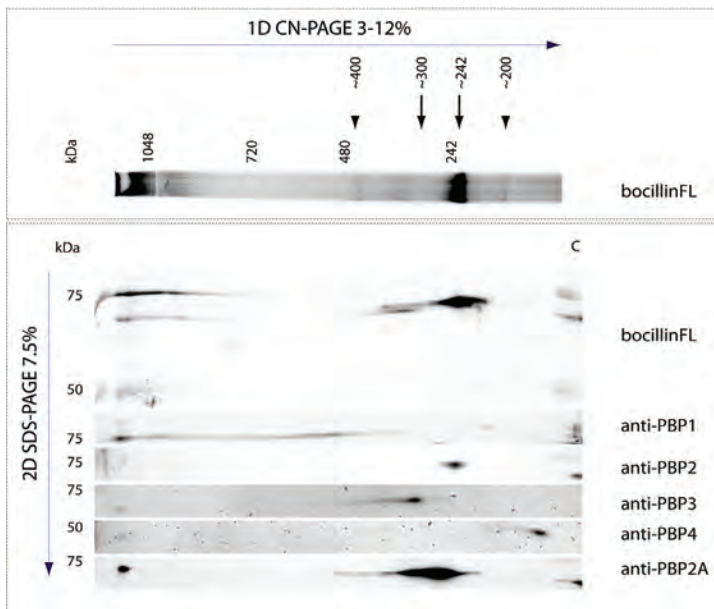 1D CN-PAGE 3-12%
~400
~300
~242
~200
kDa
1048
720
480
242
bocillinFL
kDa
C
2D SDS-PAGE 7.5%
75
bocillinFL
50
75
anti-PBP1
75
anti-PBP2
75
anti-PBP3
50
anti-PBP4
75
anti-PBP2A